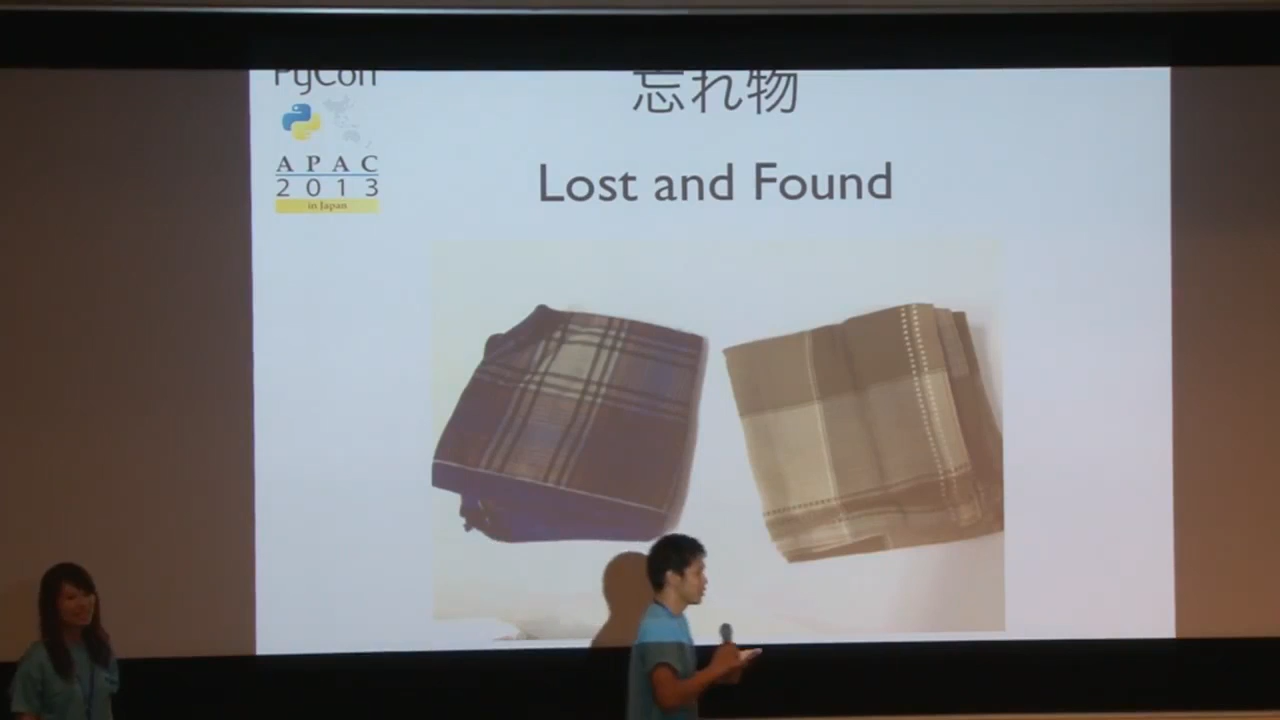 PyCon
APAC
2013
in Japan
忘れ物
Lost and Found